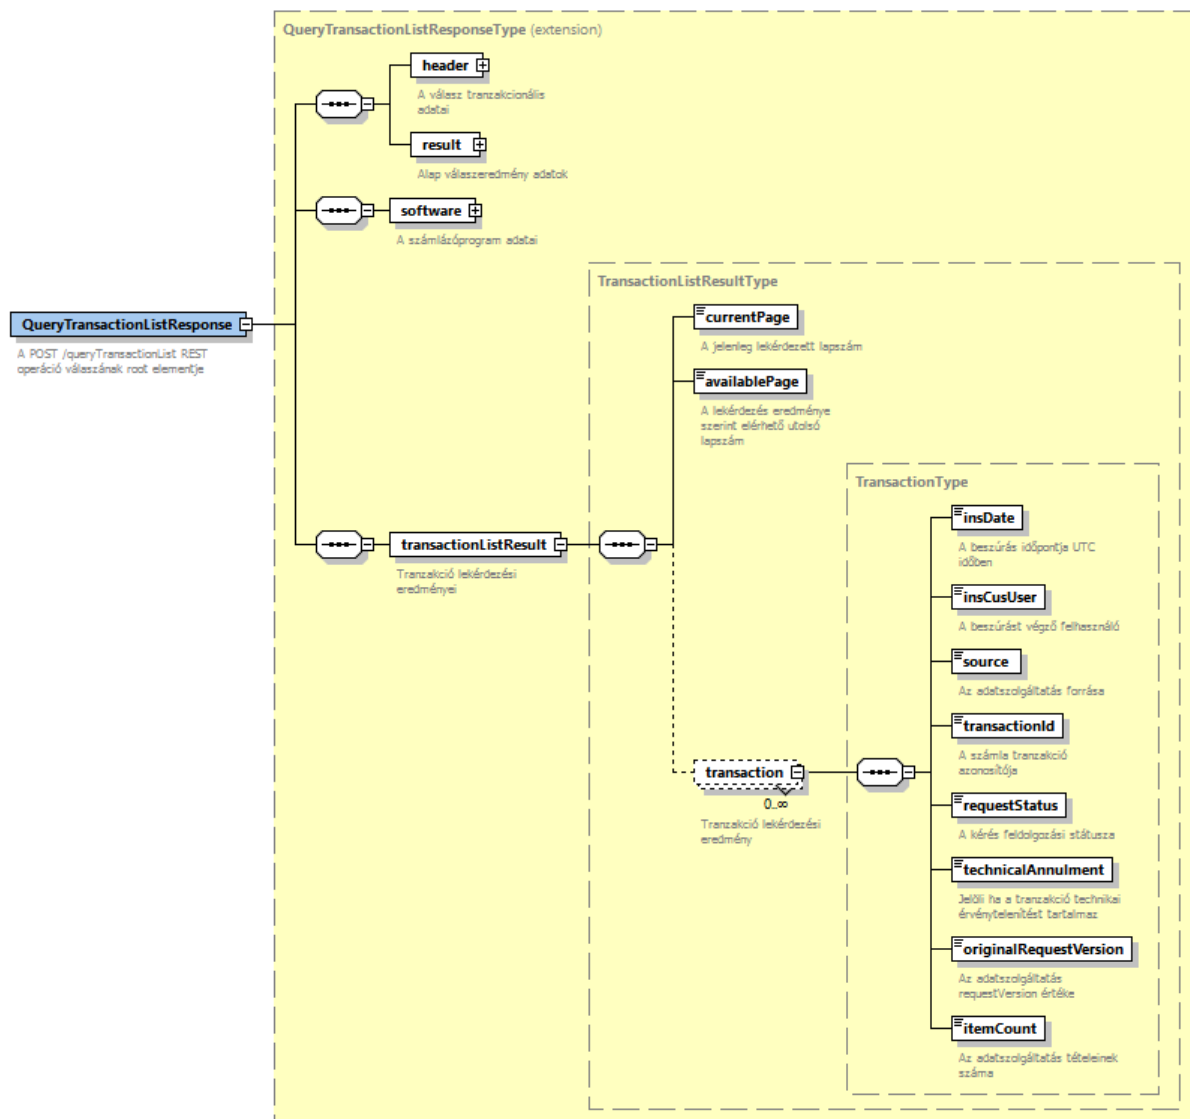 QueryTransactionListResponseType (extension)
header
A válasz tranzakcionális
adatai
result
Alap válaszeredmény adatok
software
A számlázóprogram adatai
TransactionListResultType
QueryTransactionListResponse
A POST /queryTransactionList REST
operáció válaszának root elementje
currentPage
A jelenleg lekérdezett lapszám
availablePage
A lekérdezés eredménye
szerint elérhető utolsó
lapszám
TransactionType
transactionListResult
Tranzakció lekérdezési
eredményei
insDate
A beszúrás időpontja UTC
időben
insCusUser
A beszúrást végző felhasználó
source
Az adatszolgáltatás forrása
transactionId
A számla tranzakció
azonosítója
transaction
0..∞
Tranzakció lekérdezési
eredmény
requestStatus
A kérés feldolgozási státusza
technicalAnnulment
Jelöli ha a tranzakció technikai
érvénytelenítést tartalmaz
originalRequestVersion
Az adatszolgáltatás
requestVersion értéke
itemCount
Az adatszolgáltatás tételeinek
száma